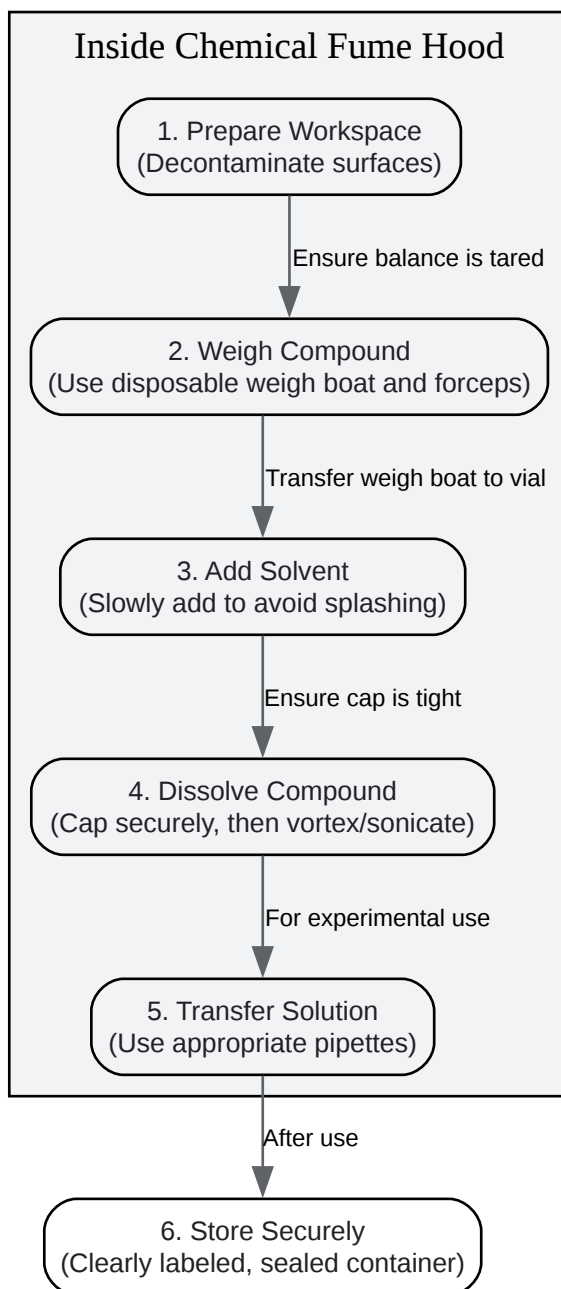 Inside Chemical Fume Hood
1. Prepare Workspace
(Decontaminate surfaces)
Ensure balance is tared
2. Weigh Compound
(Use disposable weigh boat and forceps)
Transfer weigh boat to vial
3. Add Solvent
(Slowly add to avoid splashing)
Ensure cap is tight
4. Dissolve Compound
(Cap securely, then vortex/sonicate)
For experimental use
5. Transfer Solution
(Use appropriate pipettes)
After use
6. Store Securely
(Clearly labeled, sealed container)